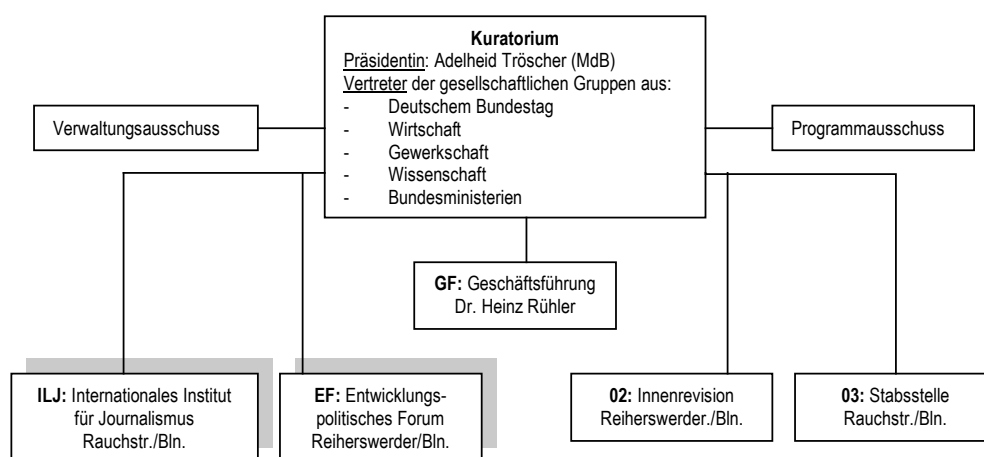 Kuratorium
Präsidentin: Adelheid Tröscher (MdB)
Vertreter der gesellschaftlichen Gruppen aus:
- Deutschem Bundestag
- Wirtschaft
- Gewerkschaft
- Wissenschaft
- Bundesministerien
Verwaltungsausschuss
Programmausschuss
GF: Geschäftsführung
Dr. Heinz Rühler
ILJ: Internationales Institut
für Journalismus
Rauchstr./Bln.
EF: Entwicklungs-
politisches Forum
Reiherswerder/Bln.
02: Innenrevision
Reiherswerder./Bln.
03: Stabsstelle
Rauchstr./Bln.